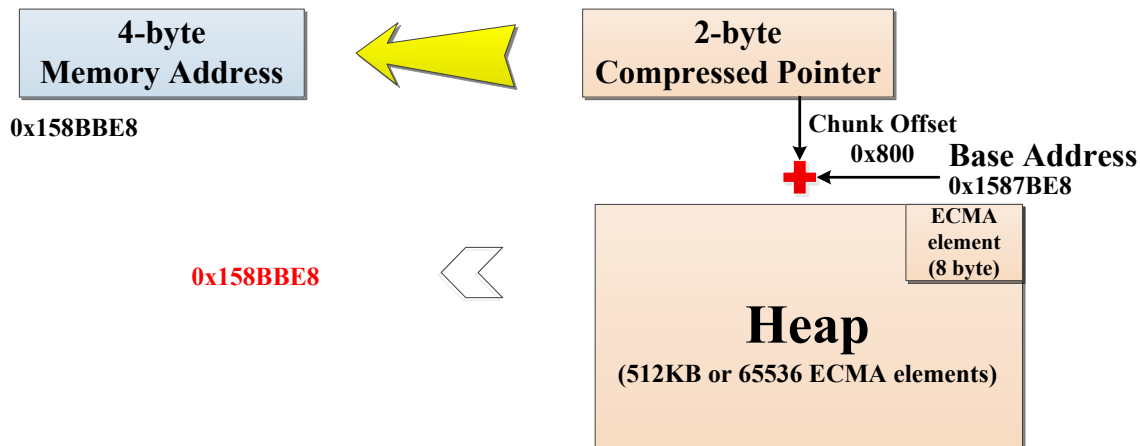 4-byte
Memory Address
2-byte
Compressed Pointer
0x158BBE8
Chunk Offset
0x800
Base Address
0x1587BE8
ECMA
element
(8 byte)
0x158BBE8
Heap
(512KB or 65536 ECMA elements)